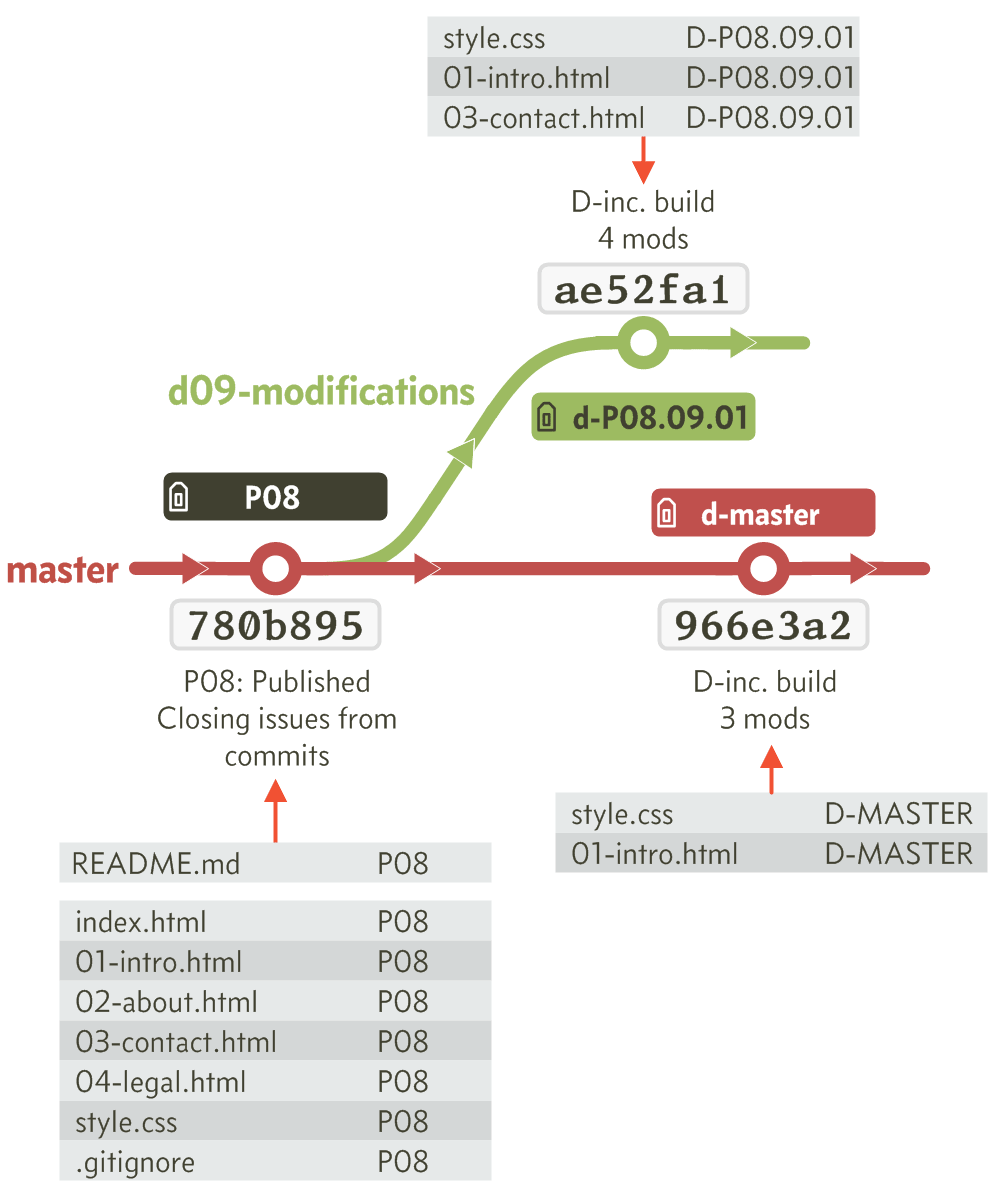 style.css D-P08.09.01
01-intro.html D-P08.09.01
03-contact.html D-P08.09.01
D-inc. build
4 mods
ae52fa1
d09-modifications
d-P08.09.01
P08
d-master
master
780b895
966e3a2
P08: Published
Closing issues from
commits
D-inc. build
3 mods
style.css D-MASTER
01-intro.html D-MASTER
README.md P08
index.html P08
01-intro.html P08
02-about.html P08
03-contact.html P08
04-legal.html P08
style.css P08
.gitignore P08